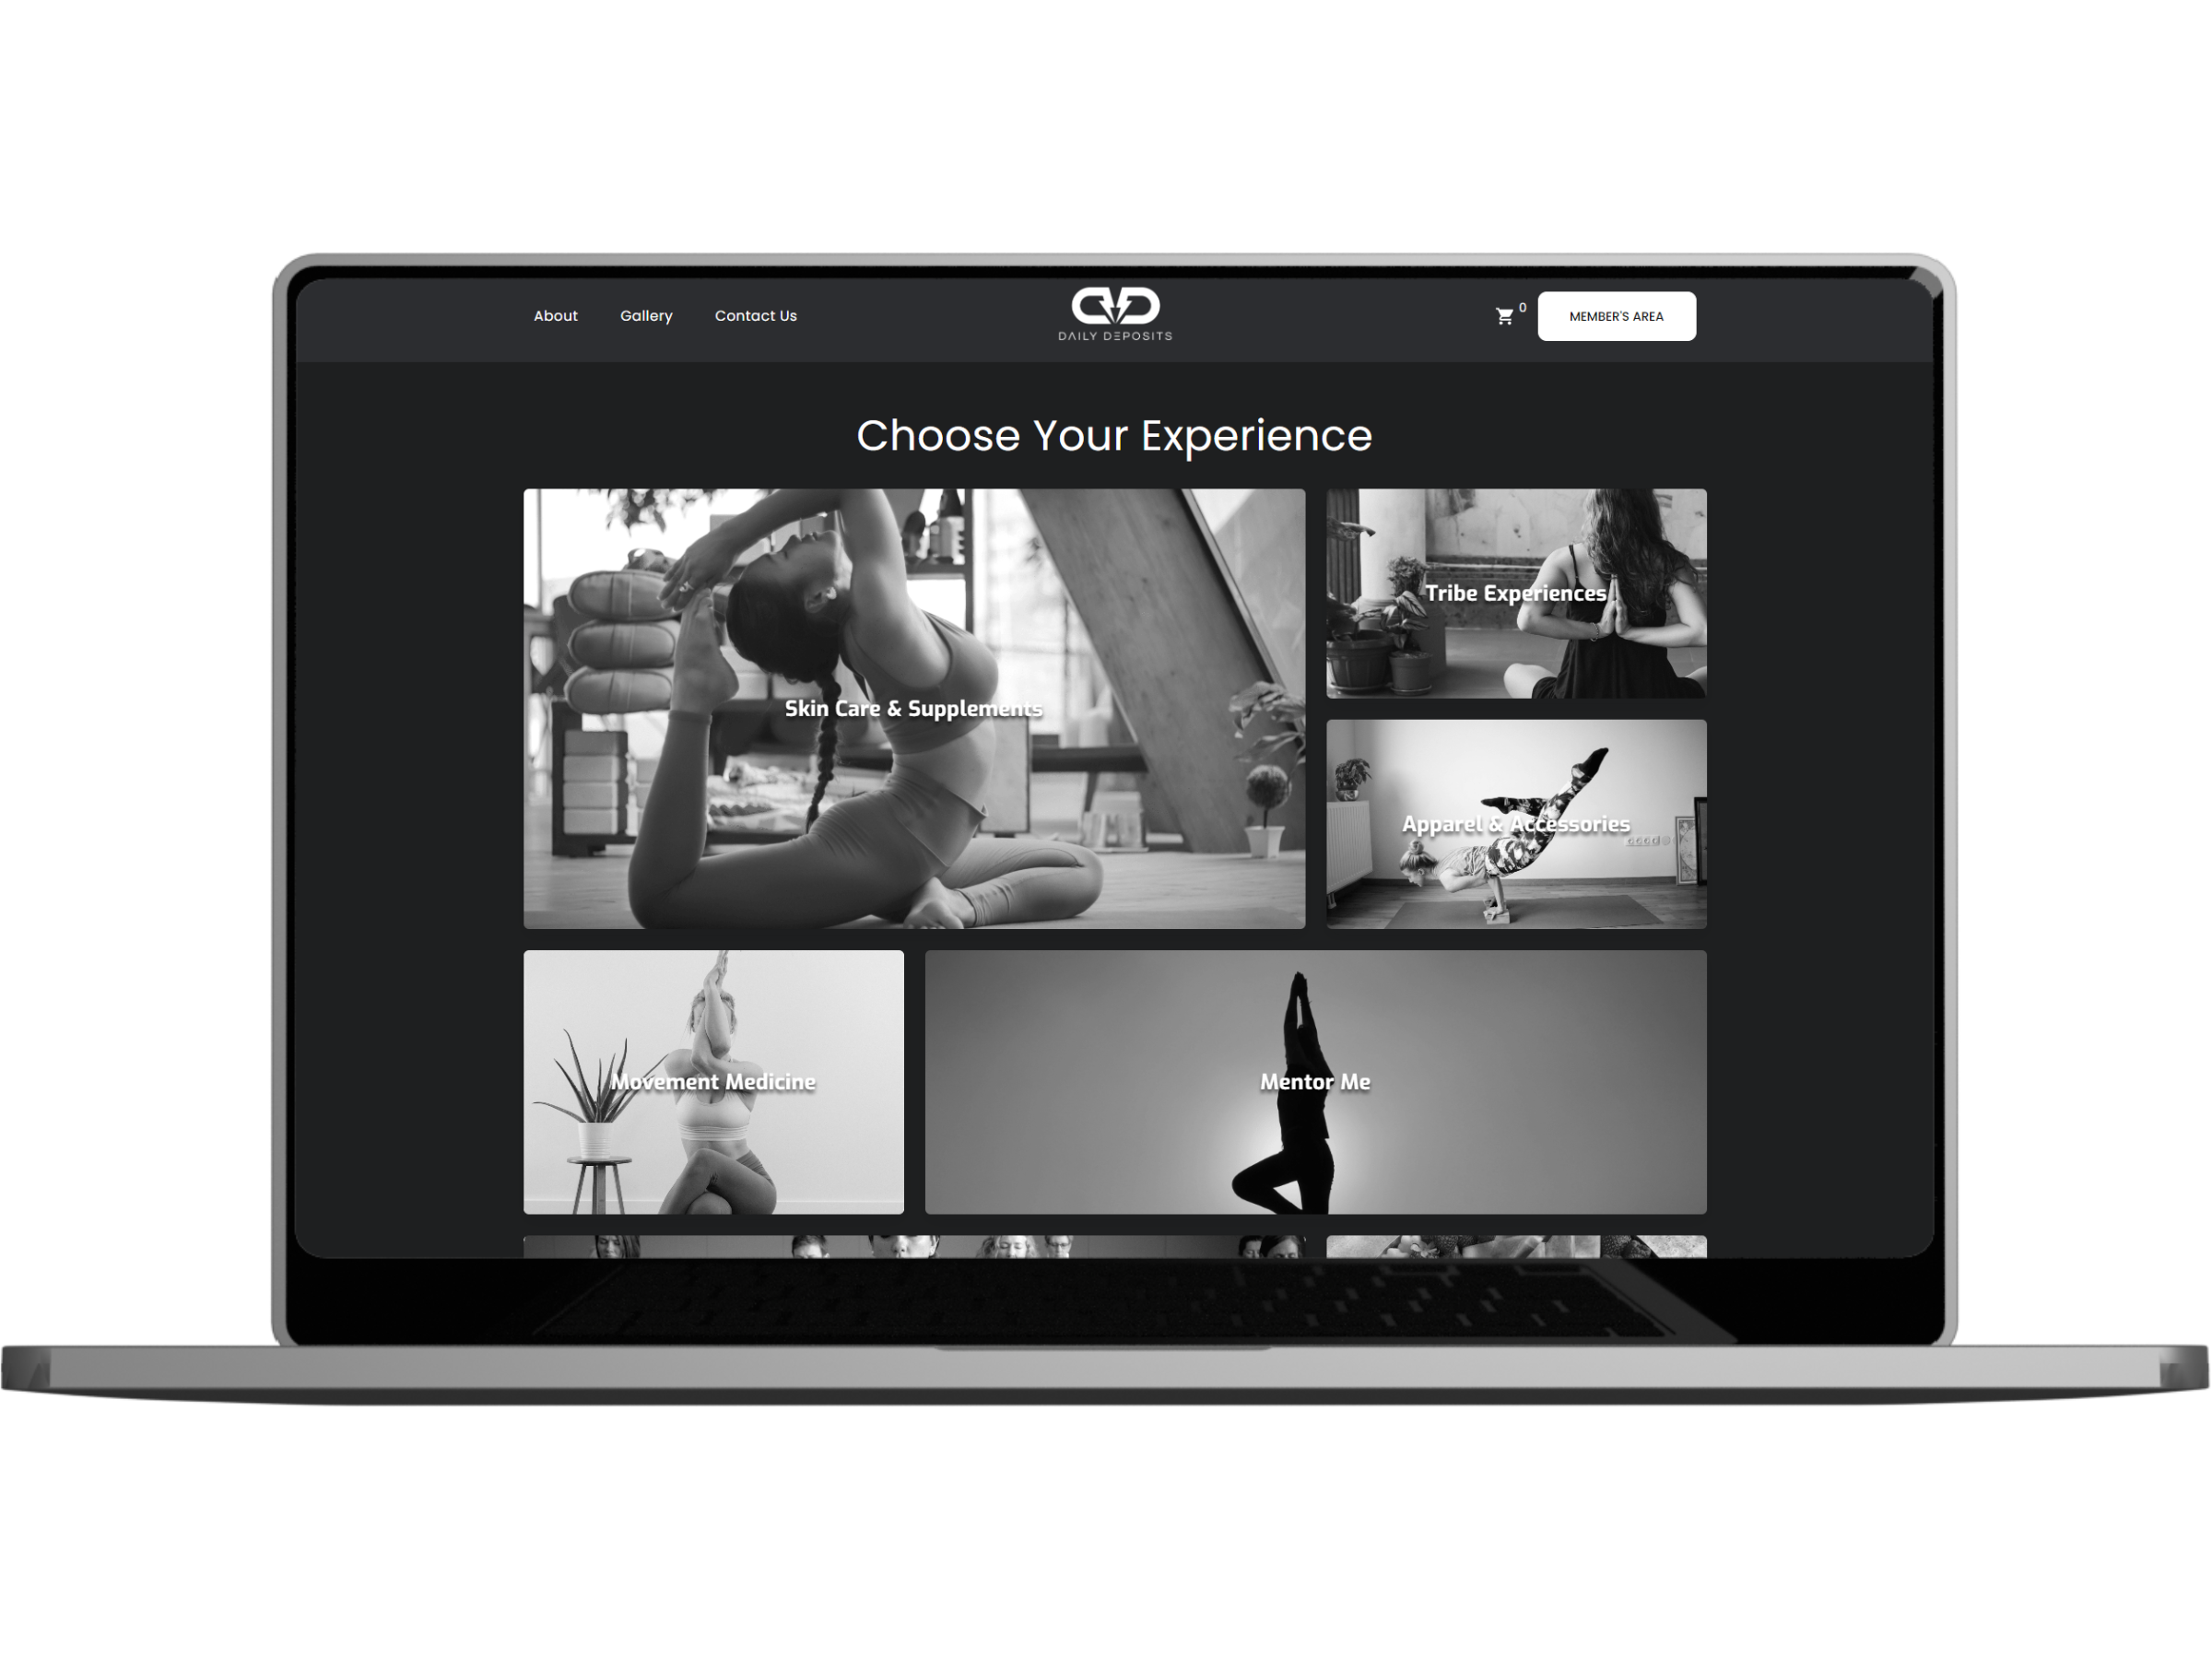 About
Gallery
Contact Us
DAILY DEPOSITS
0
MEMBER'S AREA
Choose Your Experience
Skin Care & Supplements
Tribe Experiences
Apparel & Accessories
Movement Medicine
Mentor Me